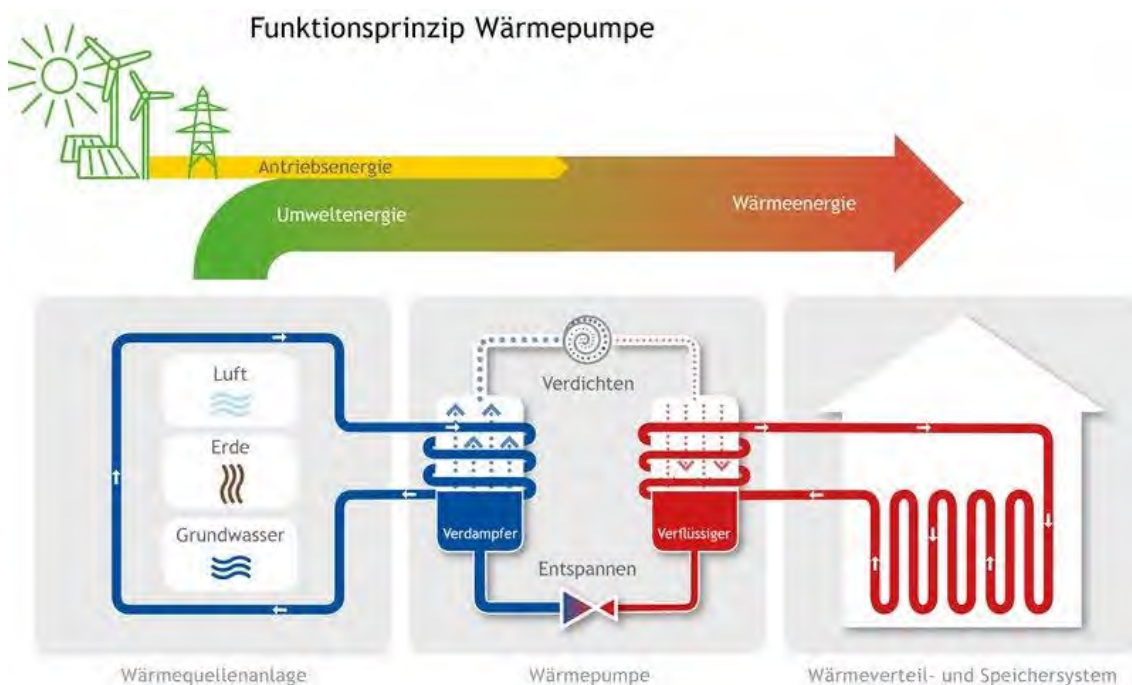 Funktionsprinzip Wärmepumpe
Antriebsenergie
Umweltenergie
Wärmeenergie
Luft
Erde
Grundwasser
Verdichten
Verdampfer
Verflüssiger
Entspannen
Wärmequellenanlage
Wärmepumpe
Wärmeverteil- und Speichersystem